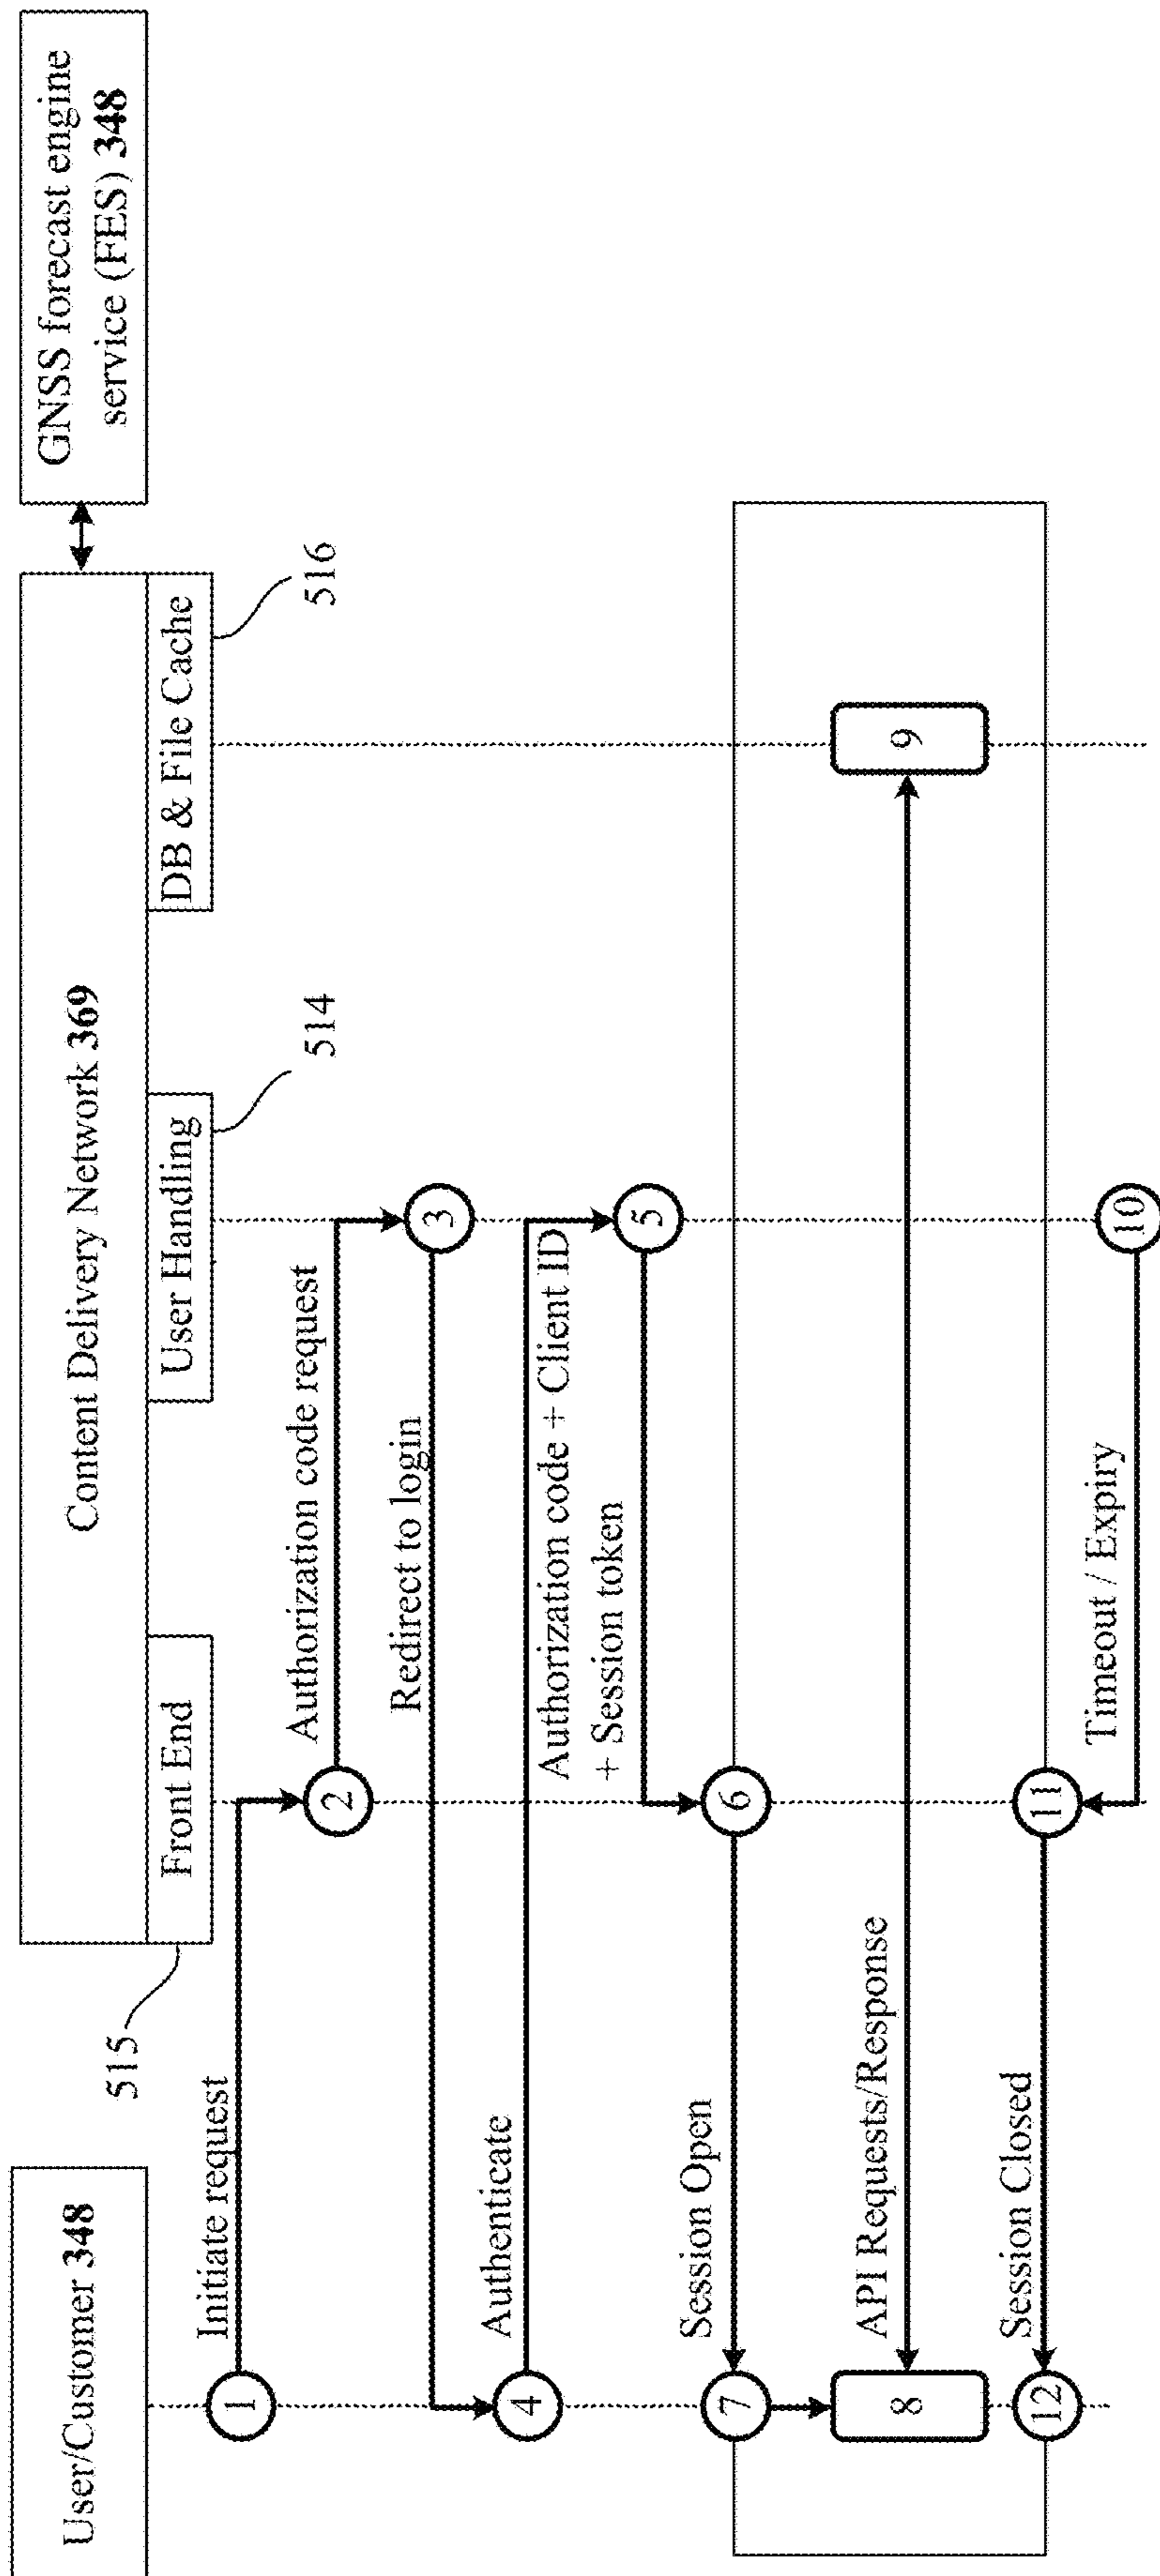 User/Customer 348
Content Delivery Network 369
GNSS forecast engine
service (FES) 348
515
Front End
User Handling
514
DB & File Cache
516
Initiate request
1
2
Authorization code request
3
Redirect to login
4
Authenticate
Authorization code + Client ID
+ Session token
5
6
Session Open
7
8
API Requests/Response
9
10
Timeout / Expiry
11
Session Closed
12